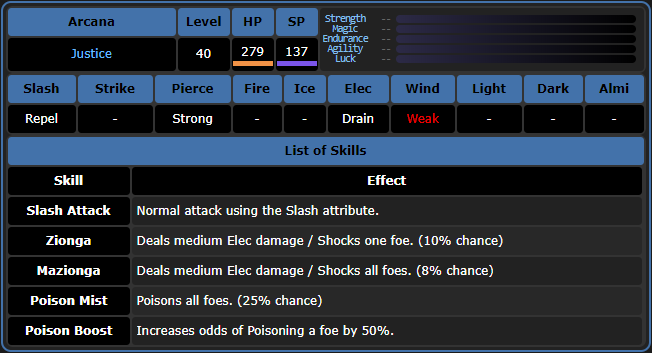 Arcana Level HP SP
Justice 40 279 137
Strength --
Magic --
Endurance --
Agility --
Luck --
Slash Strike Pierce Fire Ice Elec Wind Light Dark Almi
Repel - Strong - - Drain Weak - - -
List of Skills
Skill Effect
Slash Attack Normal attack using the Slash attribute.
Zionga Deals medium Elec damage / Shocks one foe. (10% chance)
Mazionga Deals medium Elec damage / Shocks all foes. (8% chance)
Poison Mist Poisons all foes. (25% chance)
Poison Boost Increases odds of Poisoning a foe by 50%.